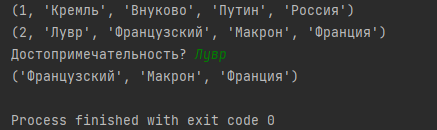 (1, 'Кремль', 'Внуково', 'Путин', 'Россия')
(2, 'Лувр', 'Французский', 'Макрон', 'Франция')
Достопримечательность? Лувр
('Французский', 'Макрон', 'Франция')
Process finished with exit code 0